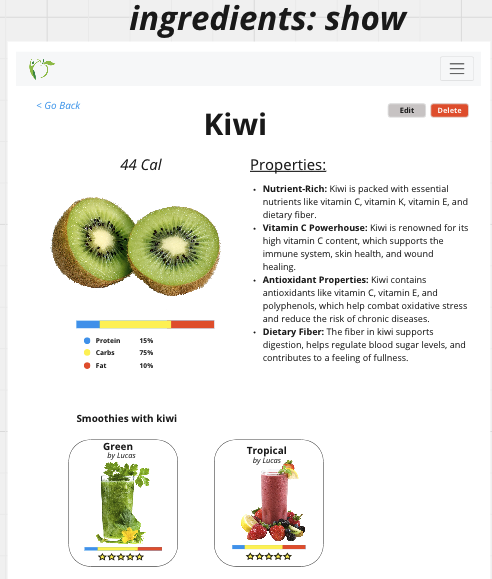 ingredients: show
< Go Back
Edit
Delete
Kiwi
44 Cal
Protein 15%
Carbs 75%
Fat 10%
Properties:
• Nutrient-Rich: Kiwi is packed with essential
nutrients like vitamin C, vitamin K, vitamin E, and
dietary fiber.
• Vitamin C Powerhouse: Kiwi is renowned for its
high vitamin C content, which supports the
immune system, skin health, and wound
healing.
• Antioxidant Properties: Kiwi contains
antioxidants like vitamin C, vitamin E, and
polyphenols, which help combat oxidative stress
and reduce the risk of chronic diseases.
• Dietary Fiber: The fiber in kiwi supports
digestion, helps regulate blood sugar levels, and
contributes to a feeling of fullness.
Smoothies with kiwi
Green
by Lucas
Tropical
by Lucas